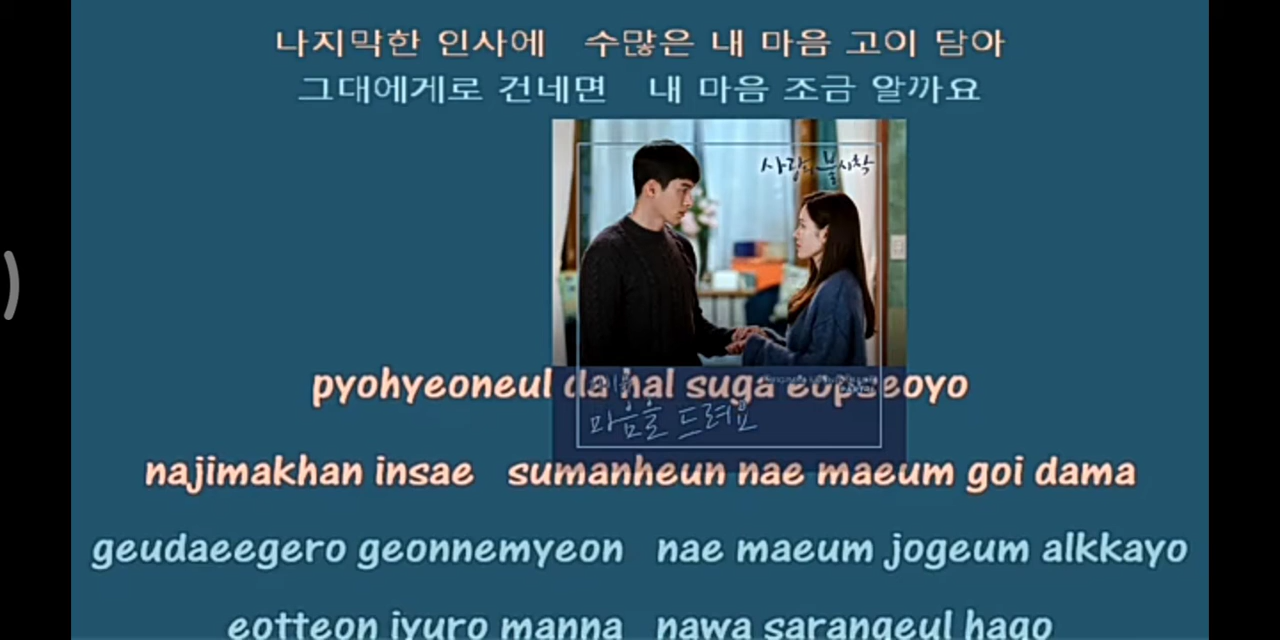 나지막한 인사에 수많은 내 마음 고이 담아
그대에게로 건네면 내 마음 조금 알까요
사랑의 불시착
pyohyeoneul da hal suga eopseoyo
마음을 드려요
najimakhan insae sumanheun nae maeum goi dama
geudaeegero geonnemyeon nae maeum jogeum alkkayo
eotteon iyuro manna nawa sarangeul hago